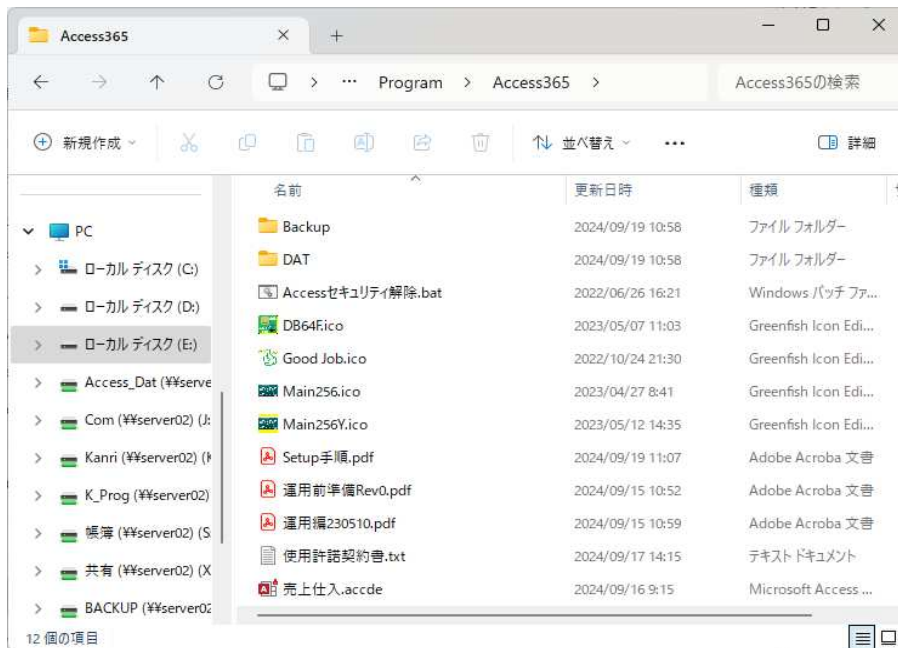 Access365
Program > Access365 >
Access365の検索
新規作成
並べ替え
詳細
名前 更新日時 種類
PC
ローカル ディスク (C:)
ローカル ディスク (D:)
ローカル ディスク (E:)
Access_Dat (¥¥serve
Com (¥¥server02) (J:
Kanri (¥¥server02) (K
K_Prog (¥¥server02)
帳簿 (¥¥server02) (S:
共有 (¥¥server02) (X
BACKUP (¥¥server02
Backup 2024/09/19 10:58 ファイル フォルダー
DAT 2024/09/19 10:58 ファイル フォルダー
Accessセキュリティ解除.bat 2022/06/26 16:21 Windows バッチ ファ...
DB64F.ico 2023/05/07 11:03 Greenfish Icon Edi...
Good Job.ico 2022/10/24 21:30 Greenfish Icon Edi...
Main256.ico 2023/04/27 8:41 Greenfish Icon Edi...
Main256Y.ico 2023/05/12 14:35 Greenfish Icon Edi...
Setup手順.pdf 2024/09/19 11:07 Adobe Acroba 文書
運用前準備Rev0.pdf 2024/09/15 10:52 Adobe Acroba 文書
運用編230510.pdf 2024/09/15 10:59 Adobe Acroba 文書
使用許諾契約書.txt 2024/09/17 14:15 テキスト ドキュメント
売上仕入.accde 2024/09/16 9:15 Microsoft Access ...
12 個の項目